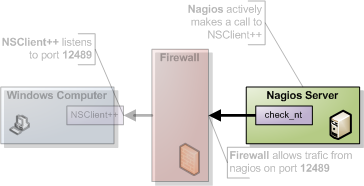 Nagios actively
makes a call to
NSClient++
NSClient++ listens
to port 12489
Firewall
Windows Computer
NSClient++
Nagios Server
check_nt
Firewall allows trafic from
nagios on port 12489